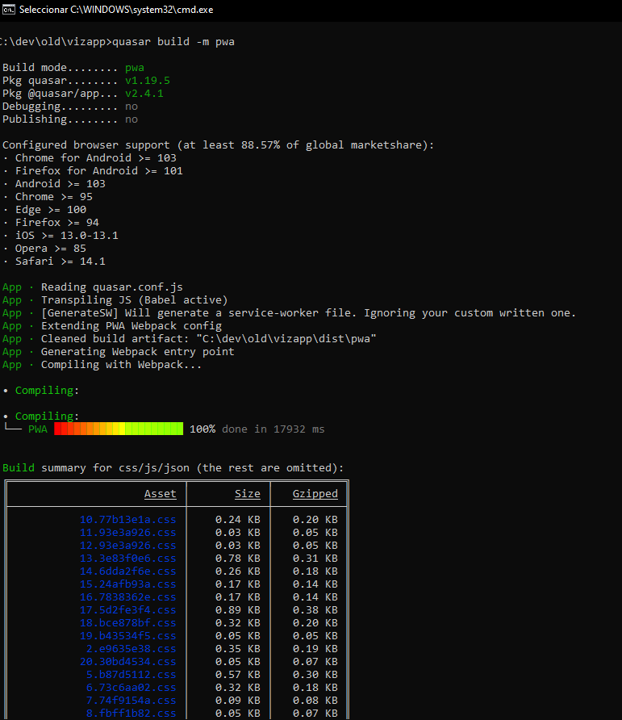 Seleccionar C:\WINDOWS\system32\cmd.exe
C:\dev\old\vizapp>quasar build -m pwa
Build mode........ pwa
Pkg quasar........ v1.19.5
Pkg @quasar/app... v2.4.1
Debugging......... no
Publishing........ no
Configured browser support (at least 88.57% of global marketshare):
· Chrome for Android >= 103
· Firefox for Android >= 101
· Android >= 103
· Chrome >= 95
· Edge >= 100
· Firefox >= 94
· iOS >= 13.0-13.1
· Opera >= 85
· Safari >= 14.1
App · Reading quasar.conf.js
App · Transpiling JS (Babel active)
App · [GenerateSW] Will generate a service-worker file. Ignoring your custom written one.
App · Extending PWA Webpack config
App · Cleaned build artifact: "C:\dev\old\vizapp\dist\pwa"
App · Generating Webpack entry point
App · Compiling with Webpack...
• Compiling:
• Compiling:
└── PWA 100% done in 17932 ms
Build summary for css/js/json (the rest are omitted):
Asset Size Gzipped
10.77b13e1a.css 0.24 KB 0.20 KB
11.93e3a926.css 0.03 KB 0.05 KB
12.93e3a926.css 0.03 KB 0.05 KB
13.3e83f0e6.css 0.78 KB 0.31 KB
14.6dda2f6e.css 0.26 KB 0.18 KB
15.24afb93a.css 0.17 KB 0.14 KB
16.7838362e.css 0.17 KB 0.14 KB
17.5d2fe3f4.css 0.89 KB 0.38 KB
18.bce878bf.css 0.32 KB 0.20 KB
19.b43534f5.css 0.05 KB 0.05 KB
2.e9635e38.css 0.35 KB 0.19 KB
20.30bd4534.css 0.05 KB 0.07 KB
5.b87d5112.css 0.57 KB 0.30 KB
6.73c6aa02.css 0.32 KB 0.18 KB
7.74f9154a.css 0.09 KB 0.08 KB
8.fbff1b82.css 0.05 KB 0.07 KB